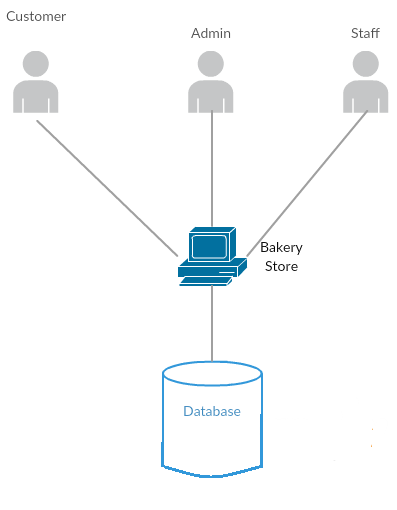 Customer
Admin
Staff
Bakery
Store
Database